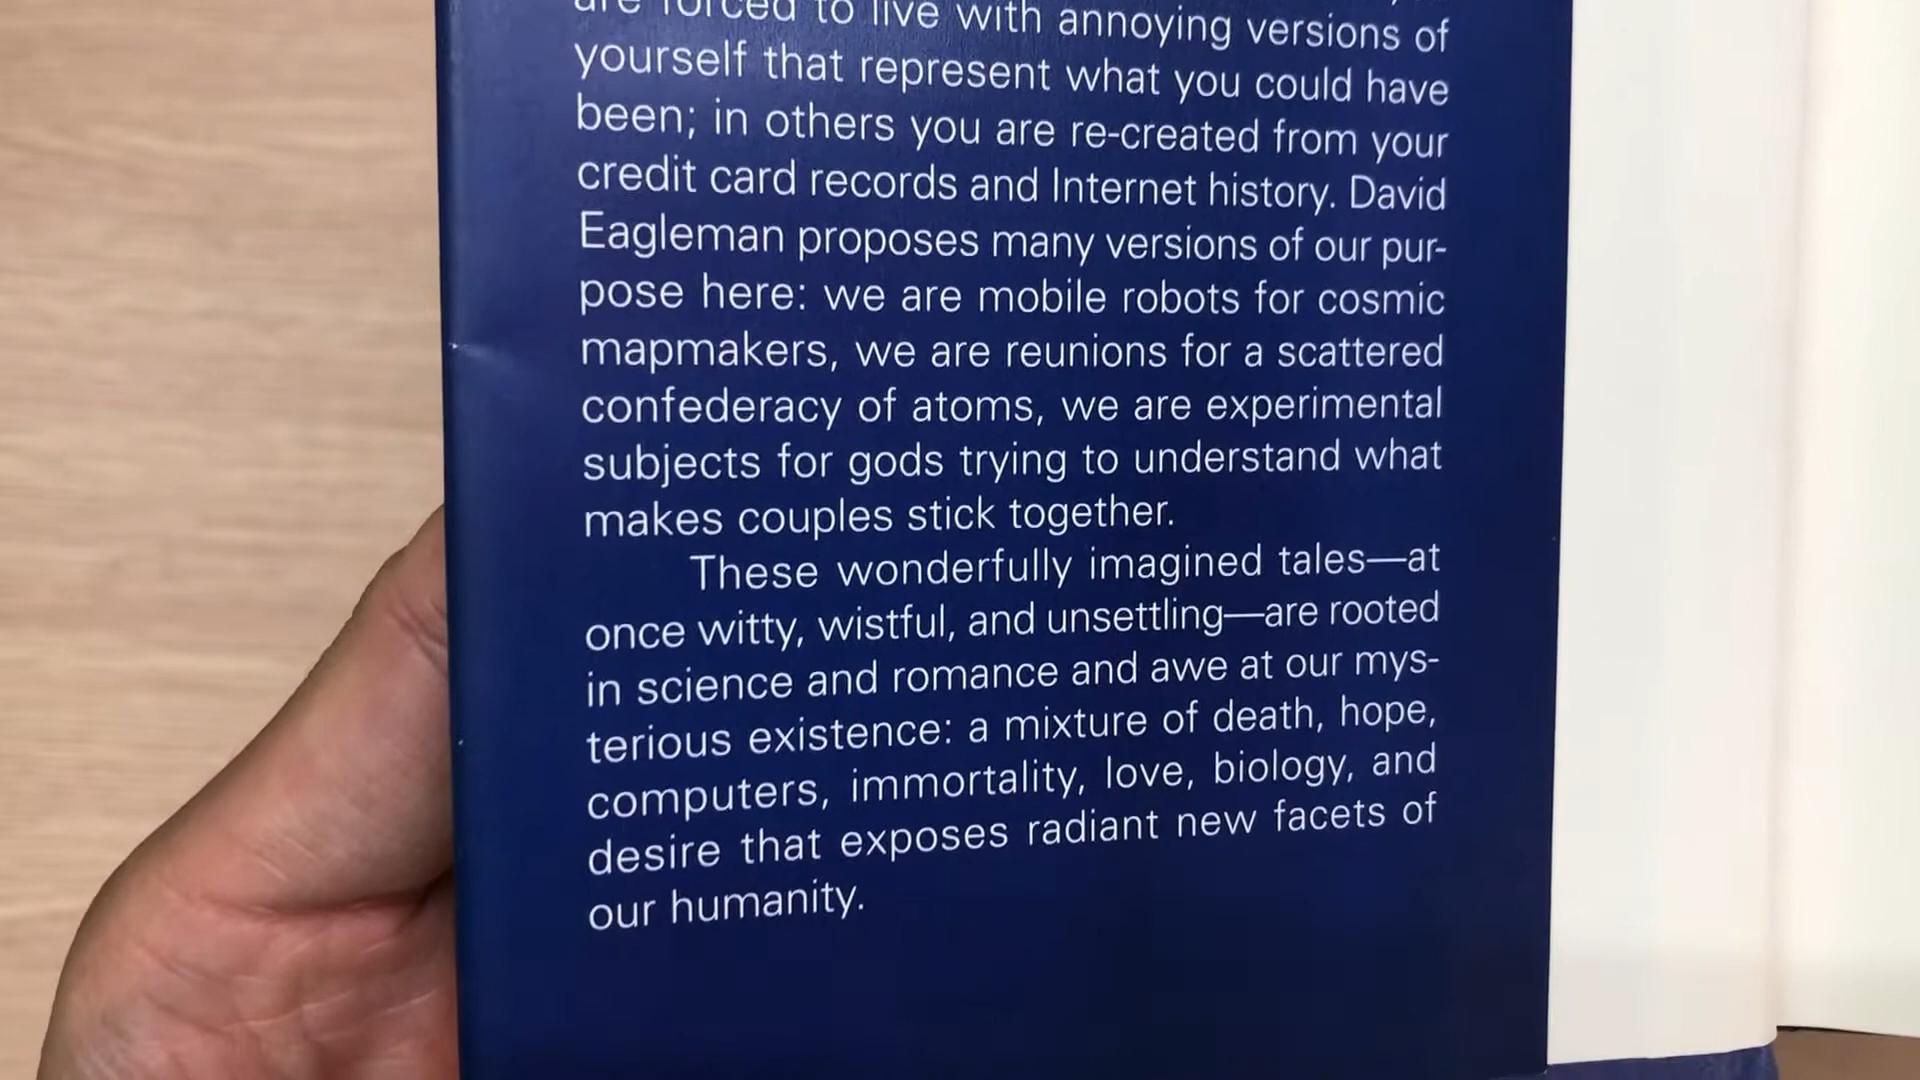 are forced to live with annoying versions of
yourself that represent what you could have
been; in others you are re-created from your
credit card records and Internet history. David
Eagleman proposes many versions of our pur-
pose here: we are mobile robots for cosmic
mapmakers, we are reunions for a scattered
confederacy of atoms, we are experimental
subjects for gods trying to understand what
makes couples stick together.
These wonderfully imagined tales—at
once witty, wistful, and unsettling—are rooted
in science and romance and awe at our mys-
terious existence: a mixture of death, hope,
computers, immortality, love, biology, and
desire that exposes radiant new facets of
our humanity.